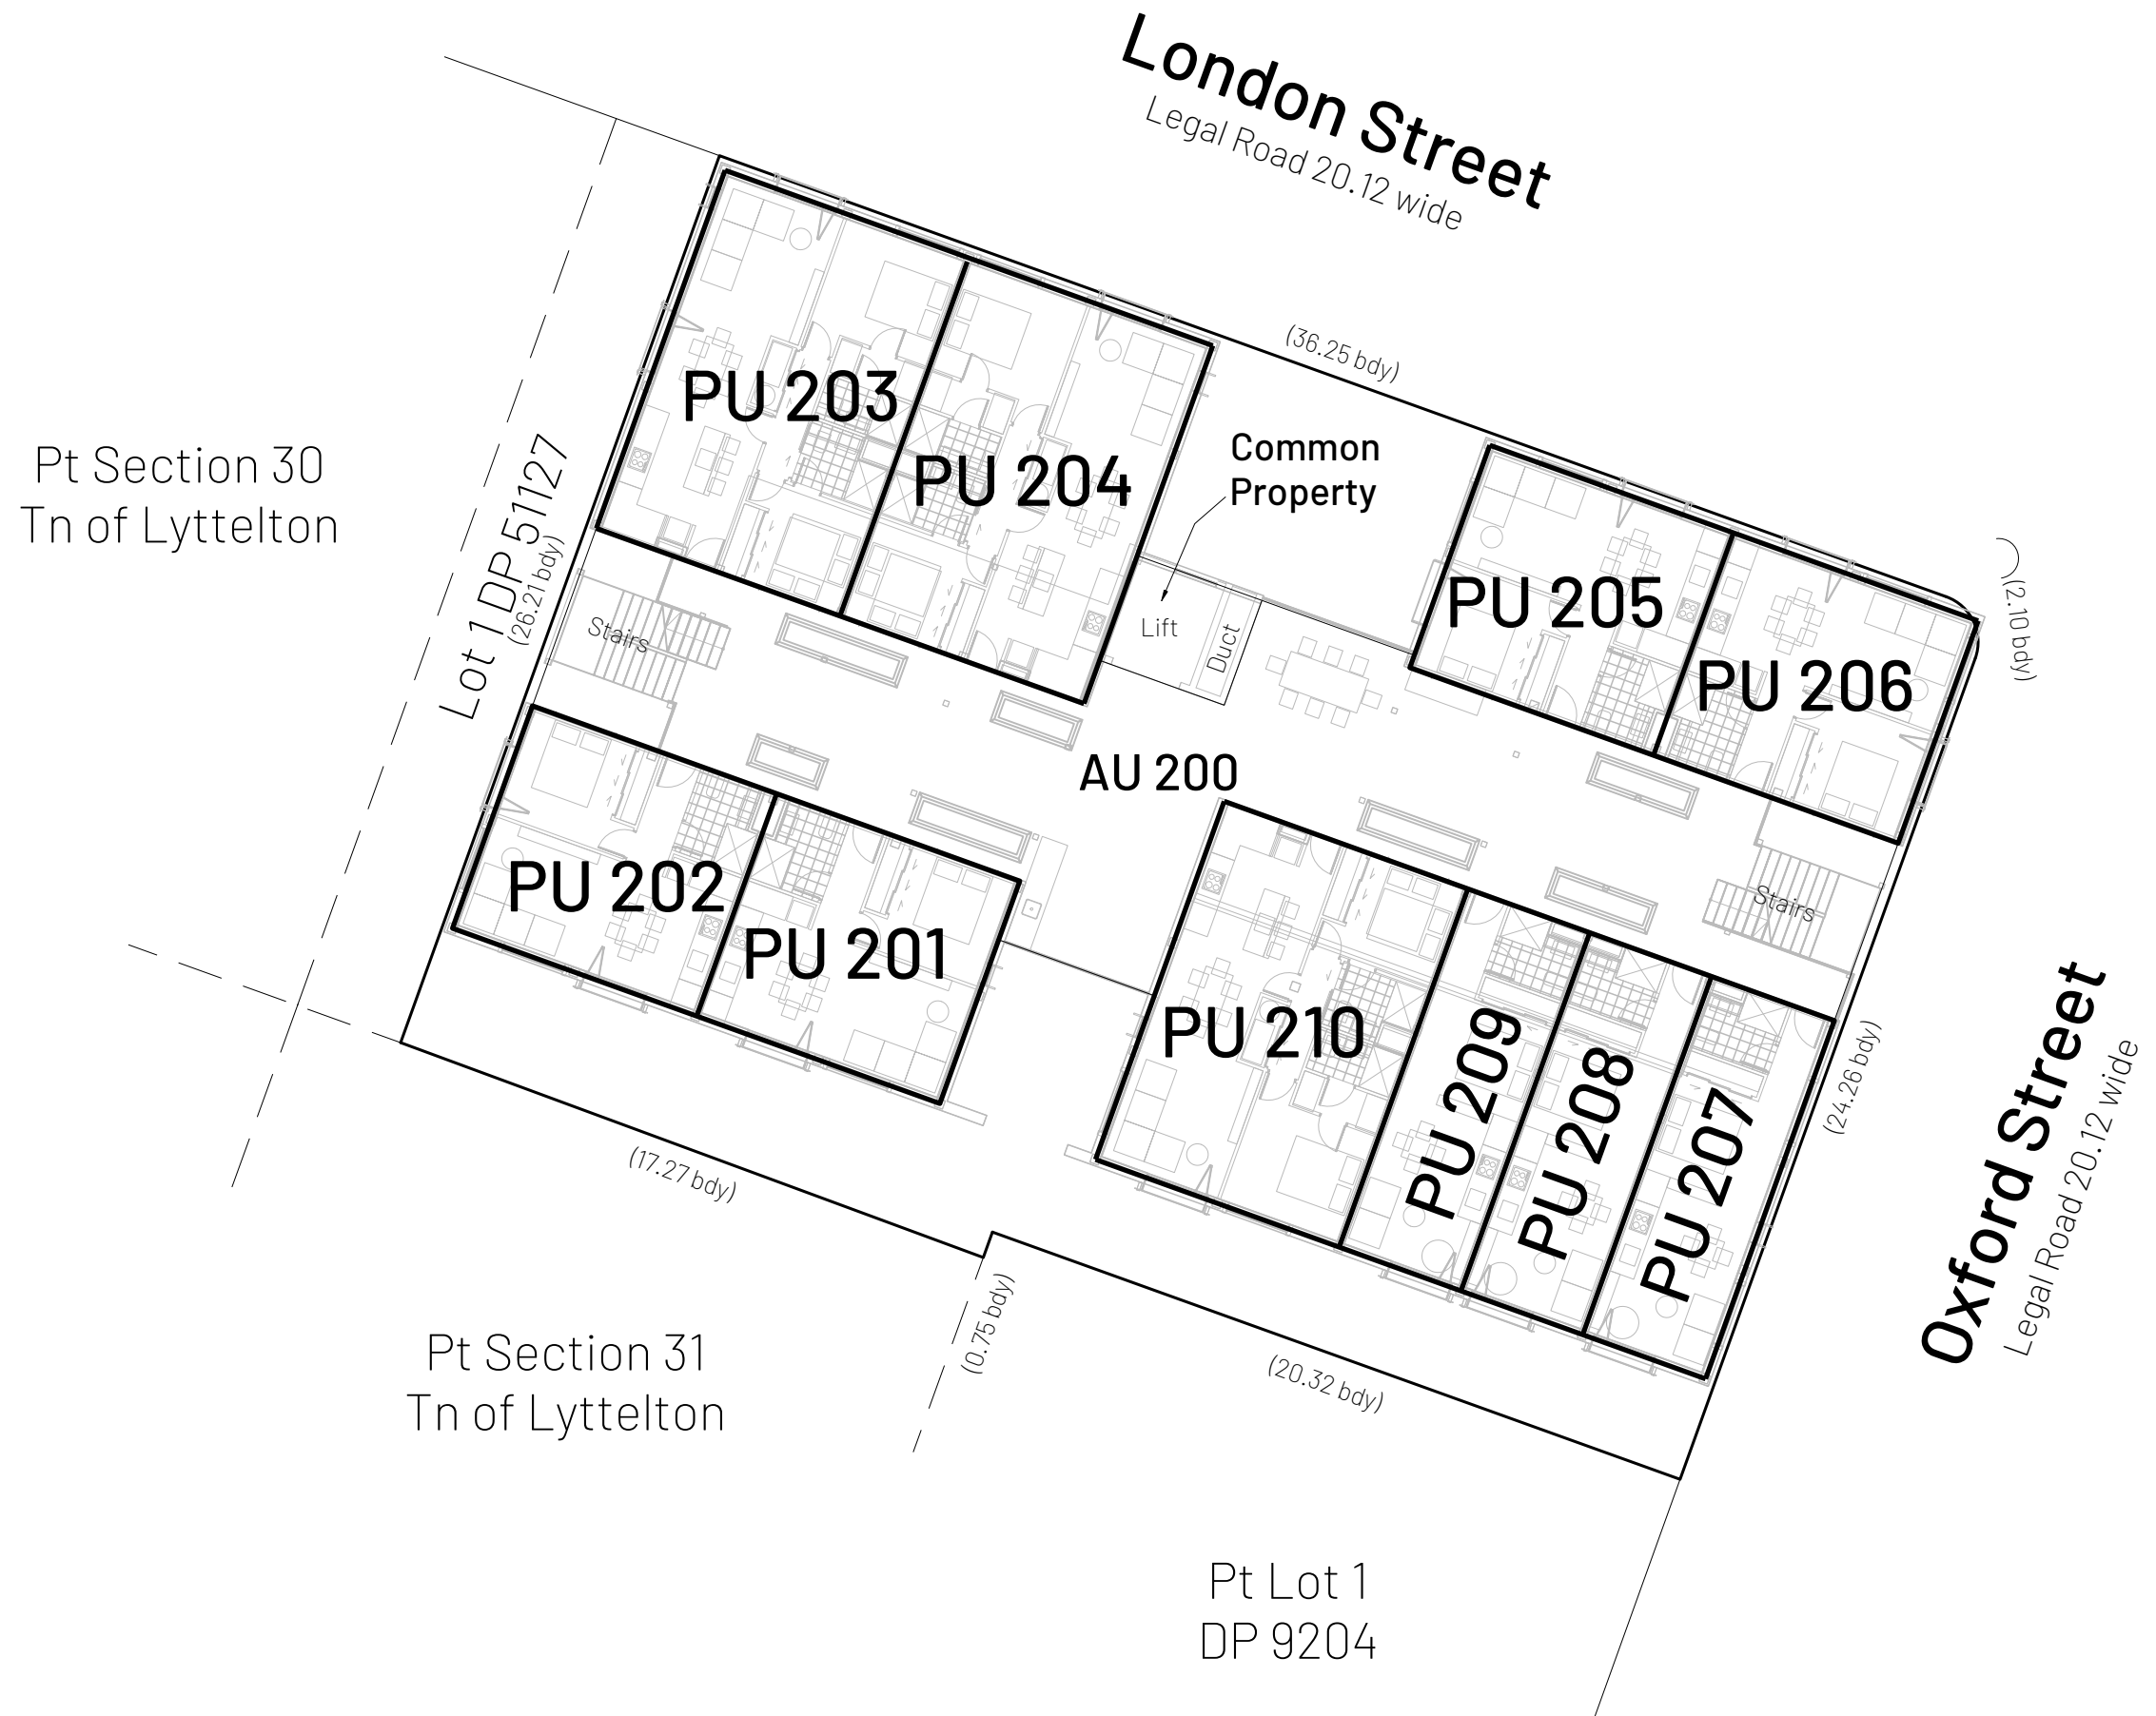 London Street
Legal Road 20.12 wide
(36.25 bdy)
PU 203
PU 204
Common
Property
Pt Section 30
Tn of Lyttelton
Lot 1 DP 51127
(26.21 bdy)
Stairs
Lift
Duct
PU 205
PU 206
(2.10 bdy)
AU 200
PU 202
PU 201
Stairs
PU 210
PU 209
PU 208
PU 207
(24.26 bdy)
Oxford Street
Legal Road 20.12 wide
(17.27 bdy)
(0.75 bdy)
(20.32 bdy)
Pt Section 31
Tn of Lyttelton
Pt Lot 1
DP 9204